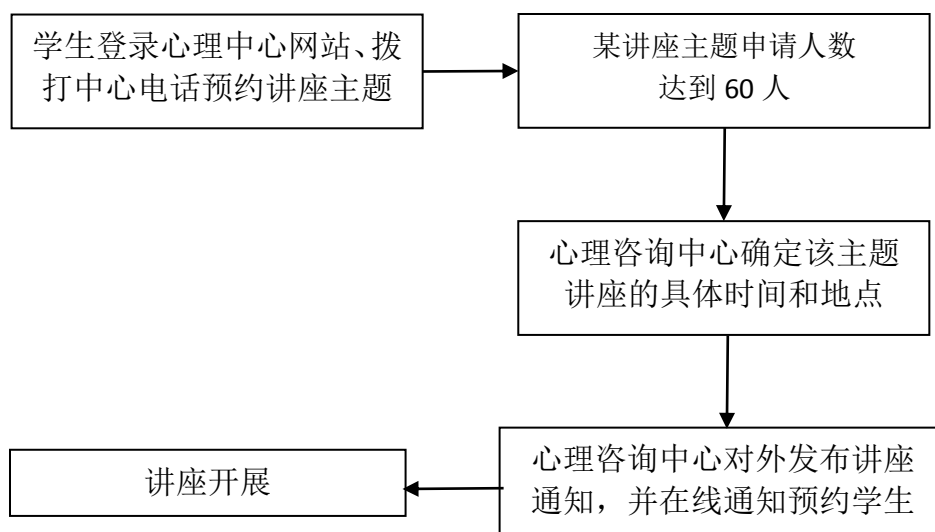 学生登录心理中心网站、拨
打中心电话预约讲座主题
某讲座主题申请人数
达到 60 人
心理咨询中心确定该主题
讲座的具体时间和地点
心理咨询中心对外发布讲座
通知，并在线通知预约学生
讲座开展